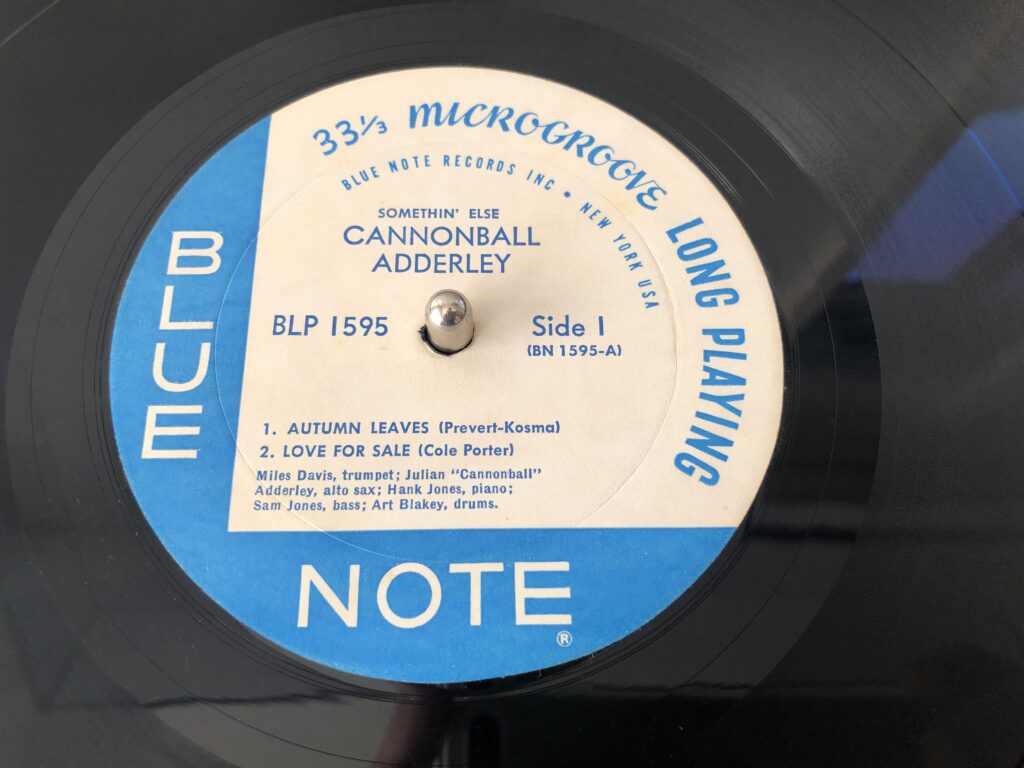 33⅓ MICROGROOVE LONG PLAYING
BLUE NOTE RECORDS INC • NEW YORK USA
SOMETHIN' ELSE
CANNONBALL
ADDERLEY
BLP 1595
Side 1
(BN 1595-A)
1. AUTUMN LEAVES (Prevert-Kosma)
2. LOVE FOR SALE (Cole Porter)
Miles Davis, trumpet; Julian "Cannonball"
Adderley, alto sax; Hank Jones, piano;
Sam Jones, bass; Art Blakey, drums.
BLUE
NOTE
®